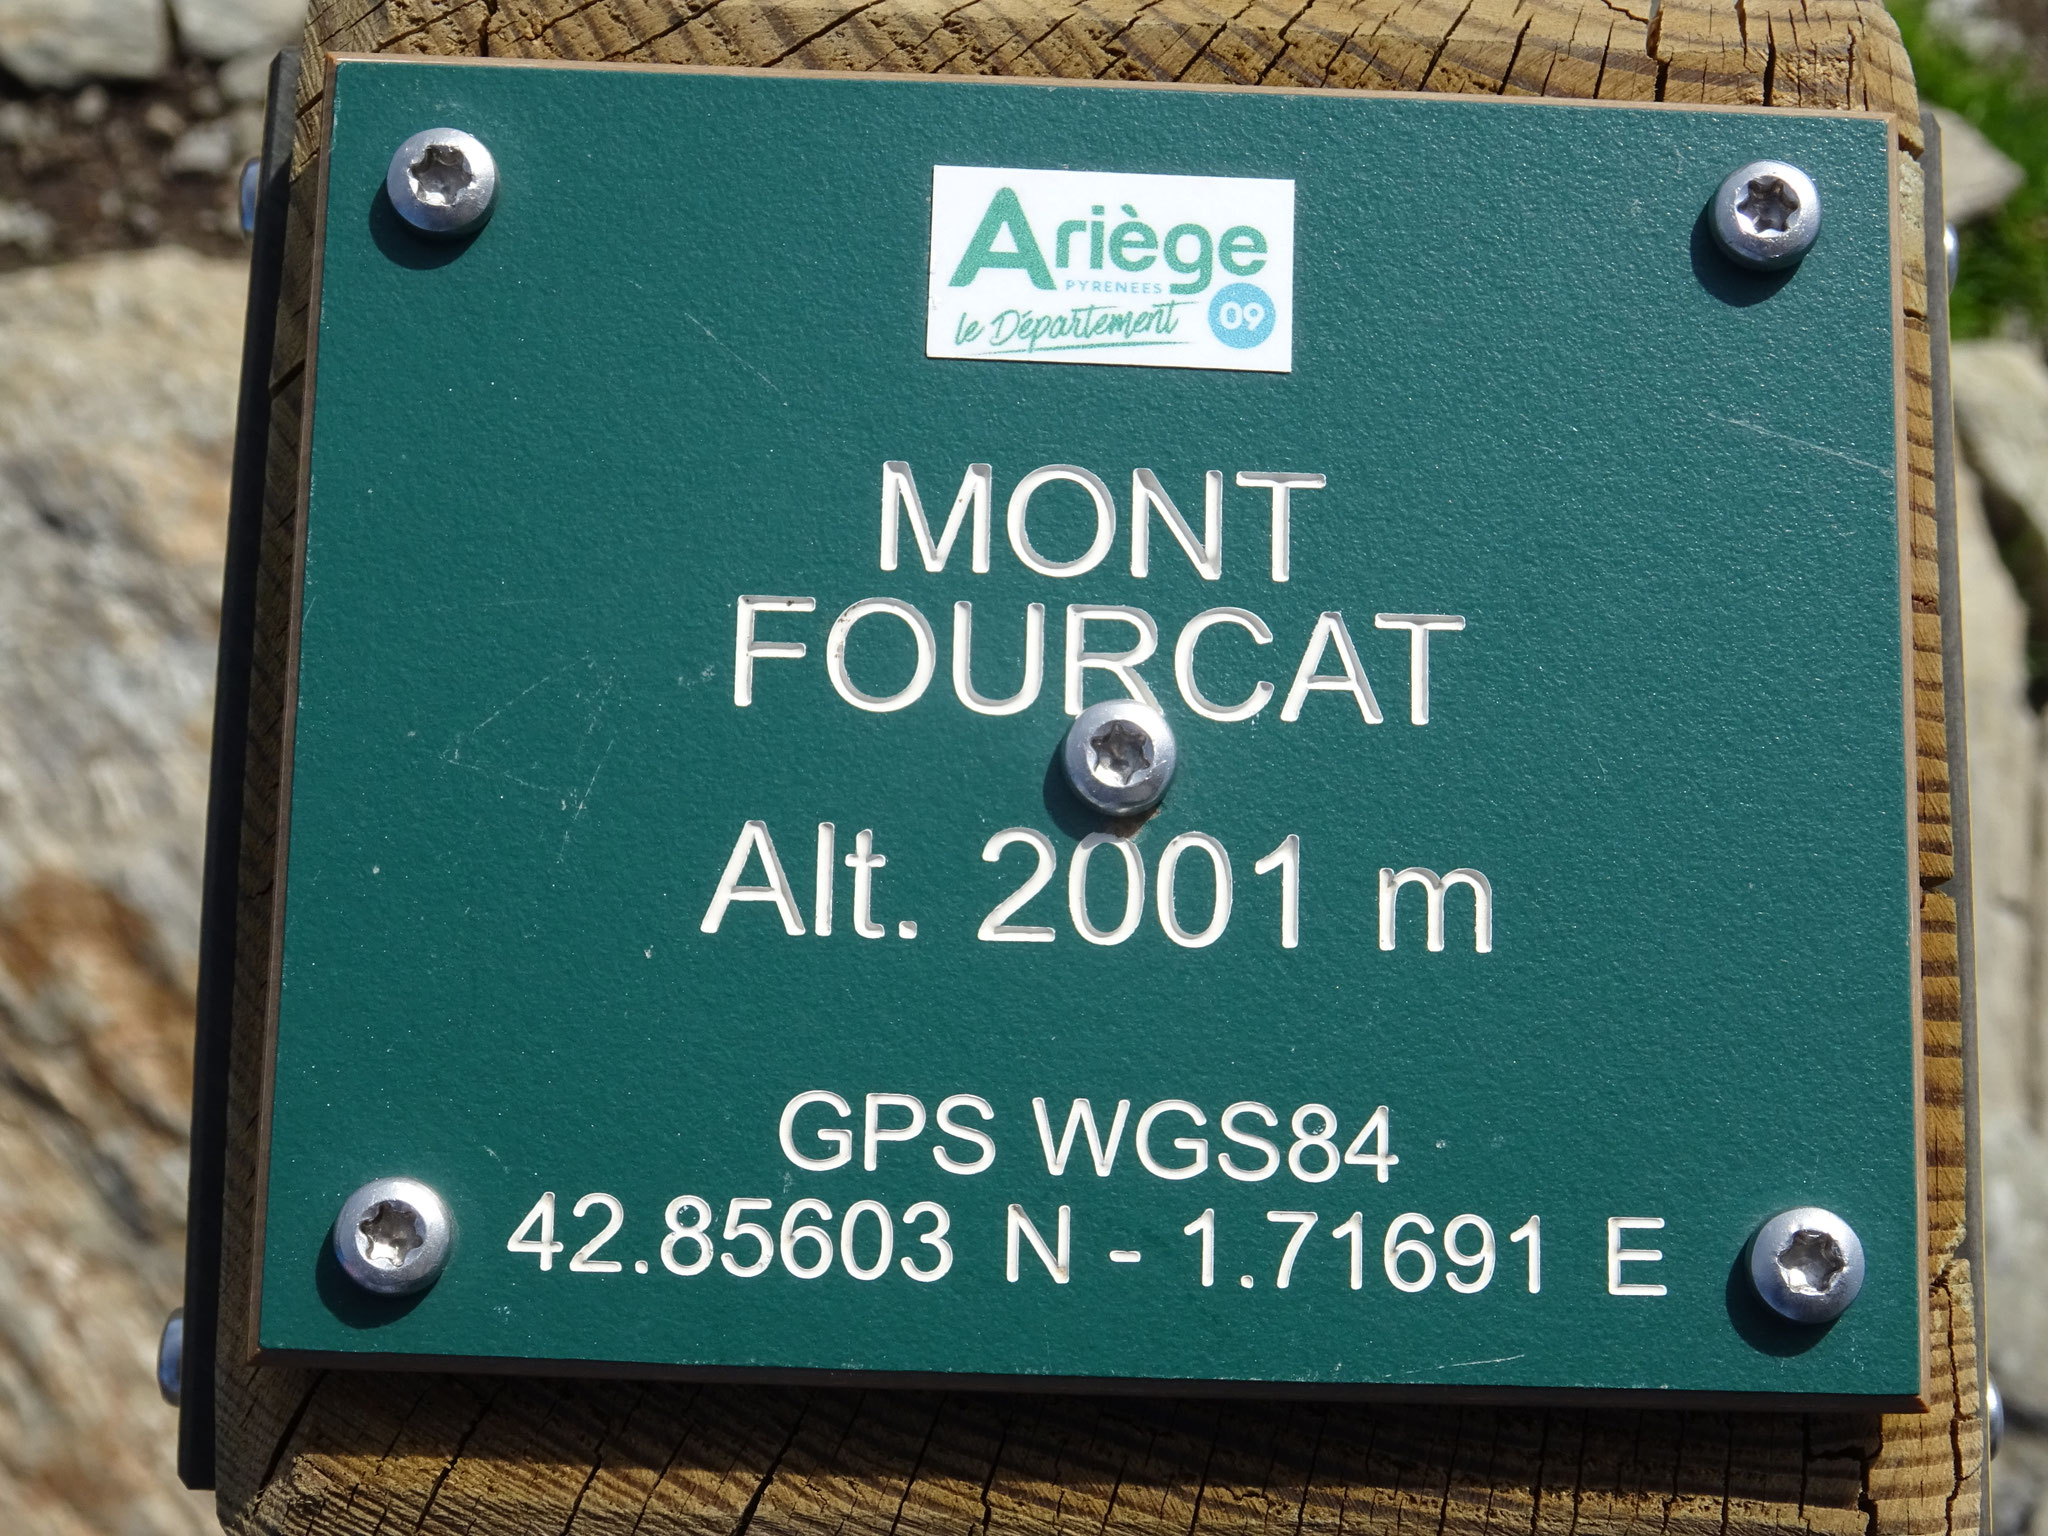 Ariège
PYRENEES
le Département 09
MONT
FOURCAT
Alt. 2001 m
GPS WGS84
42.85603 N - 1.71691 E